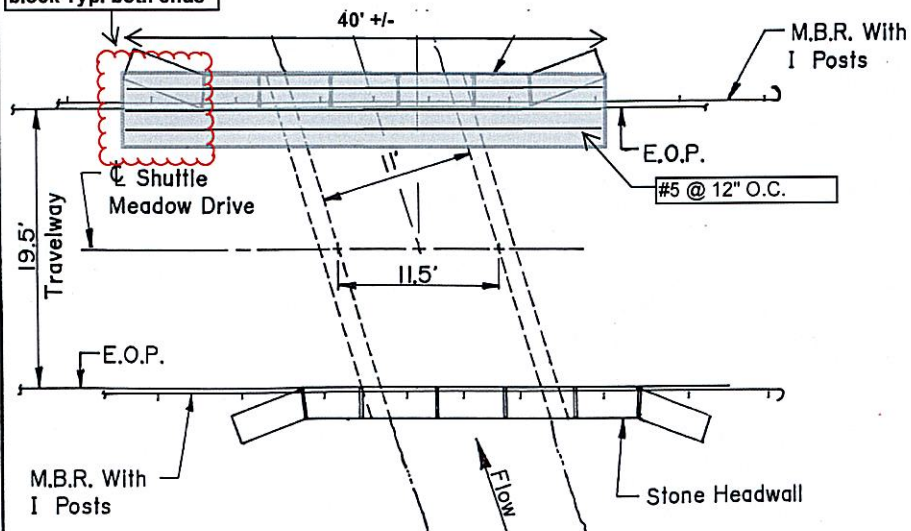 block Typ. both ends
40' +/-
M.B.R. With
I Posts
E.O.P.
11'
#5 @ 12" O.C.
℄ Shuttle
Meadow Drive
19.5'
Travelway
11.5'
E.O.P.
M.B.R. With
I Posts
Flow
Stone Headwall